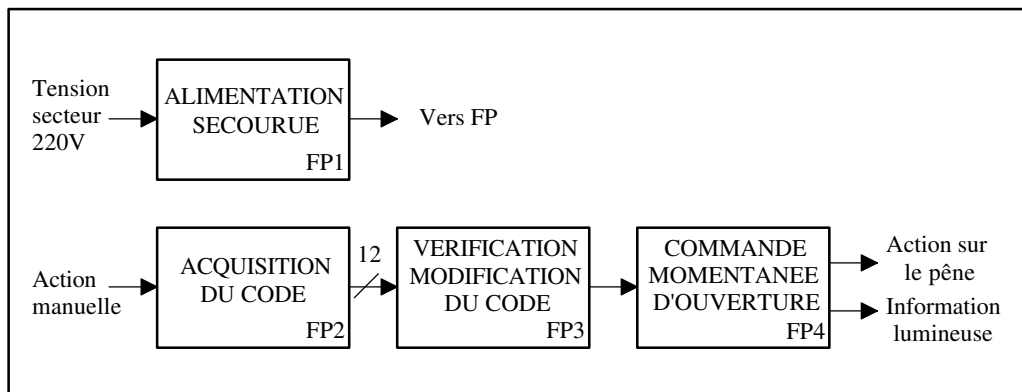 Tension
secteur
220V
ALIMENTATION
SECOURUE
FP1
Vers FP
Action
manuelle
ACQUISITION
DU CODE
FP2
12
VERIFICATION
MODIFICATION
DU CODE
FP3
COMMANDE
MOMENTANEE
D'OUVERTURE
FP4
Action sur
le pêne
Information
lumineuse